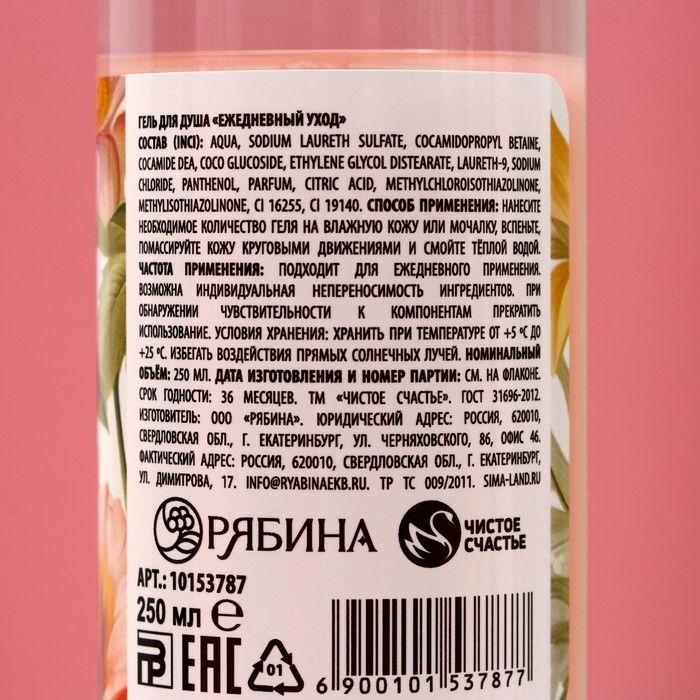 ГЕЛЬ ДЛЯ ДУША «ЕЖЕДНЕВНЫЙ УХОД»
СОСТАВ (INCI): AQUA, SODIUM LAURETH SULFATE, COCAMIDOPROPYL BETAINE,
COCAMIDE DEA, COCO GLUCOSIDE, ETHYLENE GLYCOL DISTEARATE, LAURETH-9, SODIUM
CHLORIDE, PANTHENOL, PARFUM, CITRIC ACID, METHYLCHLOROISOTHIAZOLINONE,
METHYLISOTHIAZOLINONE, CI 16255, CI 19140. СПОСОБ ПРИМЕНЕНИЯ: НАНЕСИТЕ
НЕОБХОДИМОЕ КОЛИЧЕСТВО ГЕЛЯ НА ВЛАЖНУЮ КОЖУ ИЛИ МОЧАЛКУ, ВСПЕНЬТЕ,
ПОМАССИРУЙТЕ КОЖУ КРУГОВЫМИ ДВИЖЕНИЯМИ И СМОЙТЕ ТЁПЛОЙ ВОДОЙ.
ЧАСТОТА ПРИМЕНЕНИЯ: ПОДХОДИТ ДЛЯ ЕЖЕДНЕВНОГО ПРИМЕНЕНИЯ.
ВОЗМОЖНА ИНДИВИДУАЛЬНАЯ НЕПЕРЕНОСИМОСТЬ ИНГРЕДИЕНТОВ. ПРИ
ОБНАРУЖЕНИИ ЧУВСТВИТЕЛЬНОСТИ К КОМПОНЕНТАМ ПРЕКРАТИТЬ
ИСПОЛЬЗОВАНИЕ. УСЛОВИЯ ХРАНЕНИЯ: ХРАНИТЬ ПРИ ТЕМПЕРАТУРЕ ОТ +5 ºС ДО
+25 ºС. ИЗБЕГАТЬ ВОЗДЕЙСТВИЯ ПРЯМЫХ СОЛНЕЧНЫХ ЛУЧЕЙ. НОМИНАЛЬНЫЙ
ОБЪЁМ: 250 МЛ. ДАТА ИЗГОТОВЛЕНИЯ И НОМЕР ПАРТИИ: СМ. НА ФЛАКОНЕ.
СРОК ГОДНОСТИ: 36 МЕСЯЦЕВ. ТМ «ЧИСТОЕ СЧАСТЬЕ». ГОСТ 31696-2012.
ИЗГОТОВИТЕЛЬ: ООО «РЯБИНА». ЮРИДИЧЕСКИЙ АДРЕС: РОССИЯ, 620010,
СВЕРДЛОВСКАЯ ОБЛ., Г. ЕКАТЕРИНБУРГ, УЛ. ЧЕРНЯХОВСКОГО, 86, ОФИС 46.
ФАКТИЧЕСКИЙ АДРЕС: РОССИЯ, 620010, СВЕРДЛОВСКАЯ ОБЛ., Г. ЕКАТЕРИНБУРГ,
УЛ. ДИМИТРОВА, 17. INFO@RYABINAEKB.RU. ТР ТС 009/2011. SIMA-LAND.RU
РЯБИНА ЧИСТОЕ
СЧАСТЬЕ
АРТ.: 10153787
250 МЛ e
РВ EAC 01
6 900101 537877